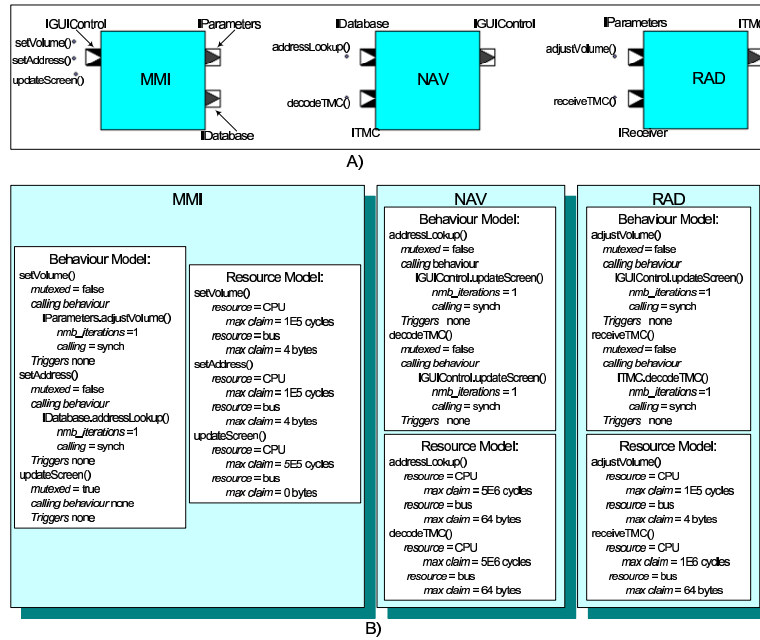 IGUIControl
IParameters
setVolume()
setAddress()
updateScreen()
MMI
IDatabase
IDatabase
IGUIControl
addressLookup()
decodeTMC()
NAV
ITMC
IParameters
ITMC
adjustVolume()
receiveTMC()
RAD
IReceiver
A)
MMI
Behaviour Model:
setVolume()
mutexed = false
calling behaviour
IParameters.adjustVolume()
nmb_iterations =1
calling = synch
Triggers none
setAddress()
mutexed = false
calling behaviour
IDatabase.addressLookup()
nmb_iterations =1
calling = synch
Triggers none
updateScreen()
mutexed = true
calling behaviour none
Triggers none
Resource Model:
setVolume()
resource = CPU
max claim = 1E5 cycles
resource = bus
max claim = 4 bytes
setAddress()
resource = CPU
max claim = 1E5 cycles
resource = bus
max claim = 4 bytes
updateScreen()
resource = CPU
max claim = 5E5 cycles
resource = bus
max claim = 0 bytes
NAV
Behaviour Model:
addressLookup()
mutexed = false
calling behaviour
IGUIControl.updateScreen()
nmb_iterations =1
calling = synch
Triggers none
decodeTMC()
mutexed = false
calling behaviour
IGUIControl.updateScreen()
nmb_iterations =1
calling = synch
Triggers none
Resource Model:
addressLookup()
resource = CPU
max claim = 5E6 cycles
resource = bus
max claim = 64 bytes
decodeTMC()
resource = CPU
max claim = 5E6 cycles
resource = bus
max claim = 64 bytes
RAD
Behaviour Model:
adjustVolume()
mutexed = false
calling behaviour
IGUIControl.updateScreen()
nmb_iterations =1
calling = synch
Triggers none
receiveTMC()
mutexed = false
calling behaviour
ITMC.decodeTMC()
nmb_iterations =1
calling = synch
Triggers none
Resource Model:
adjustVolume()
resource = CPU
max claim = 1E5 cycles
resource = bus
max claim = 4 bytes
receiveTMC()
resource = CPU
max claim = 1E6 cycles
resource = bus
max claim = 64 bytes
B)